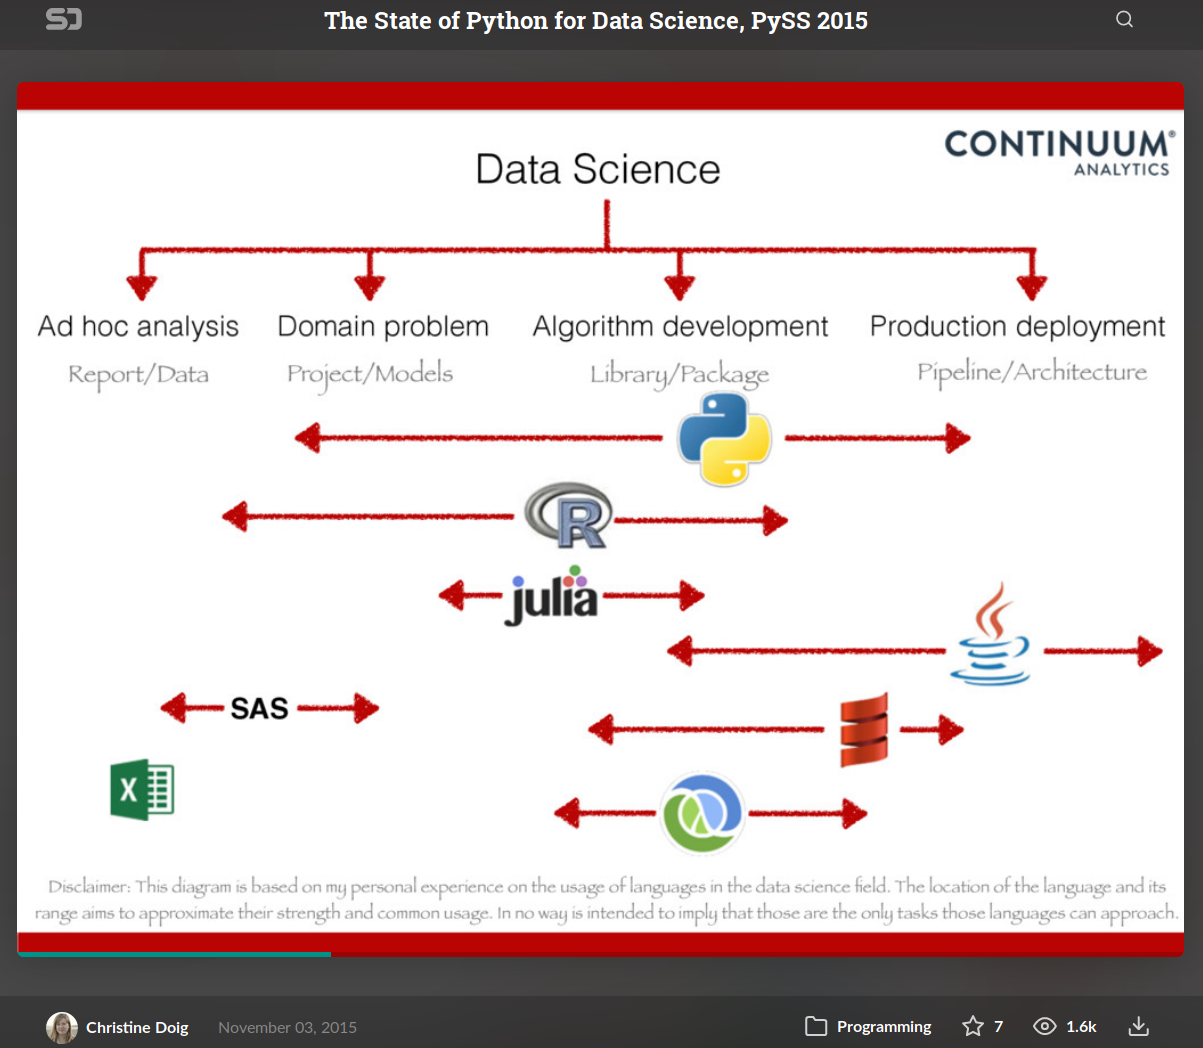 The State of Python for Data Science, PySS 2015
CONTINUUM®
ANALYTICS
Data Science
Ad hoc analysis Domain problem Algorithm development Production deployment
Report/Data Project/Models Library/Package Pipeline/Architecture
R
julia
SAS
X
λ
Disclaimer: This diagram is based on my personal experience on the usage of languages in the data science field. The location of the language and its
range aims to approximate their strength and common usage. In no way is intended to imply that those are the only tasks those languages can approach.
Christine Doig November 03, 2015 Programming 7 1.6k